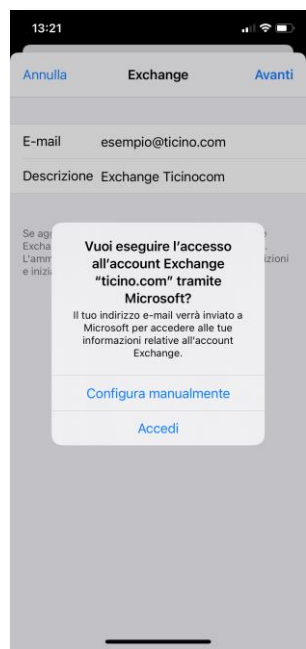 13:21
Annulla Exchange Avanti
E-mail esempio@ticino.com
Descrizione Exchange Ticinocom
Se
Vuoi eseguire l'accesso
all'account Exchange
"ticino.com" tramite
Microsoft?
Il tuo indirizzo e-mail verrà inviato a
Microsoft per accedere alle tue
informazioni relative all'account
Exchange.
e
Configura manualmente
Accedi